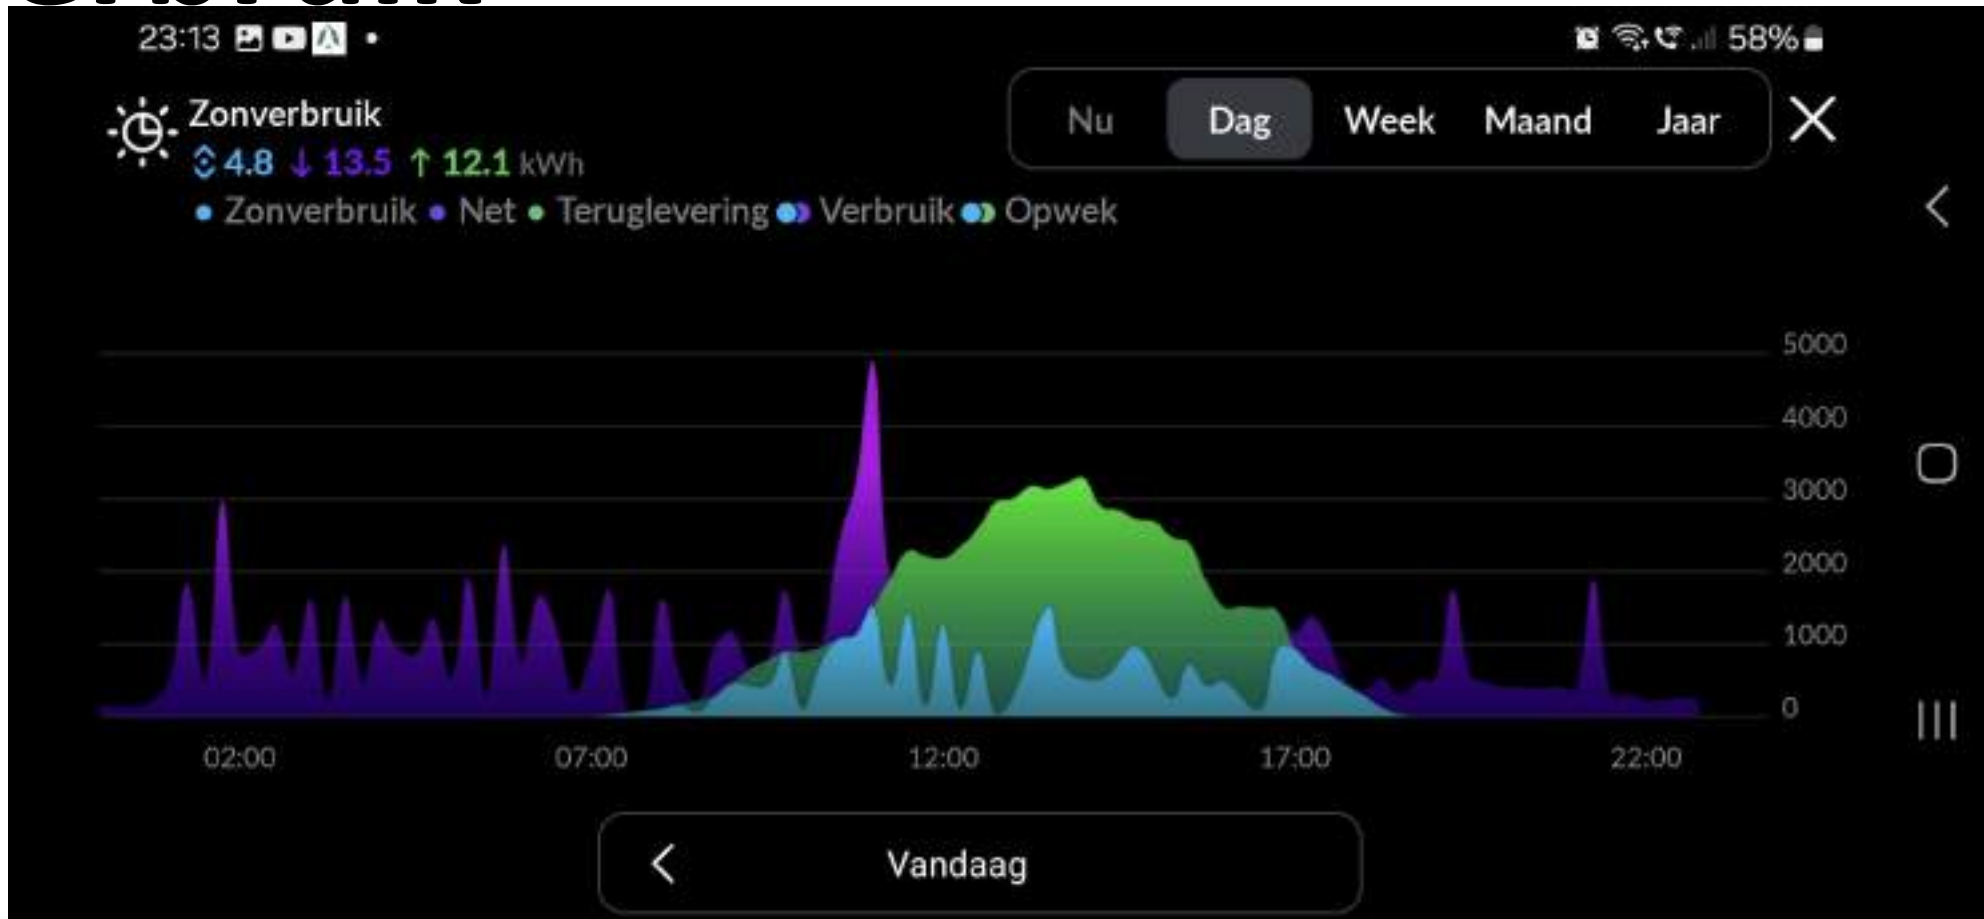 23:13
58%
Zonverbruik
4.8 ↓ 13.5 ↑ 12.1 kWh
Nu Dag Week Maand Jaar
Zonverbruik Net Teruglevering Verbruik Opwek
5000
4000
3000
2000
1000
0
02:00 07:00 12:00 17:00 22:00
Vandaag